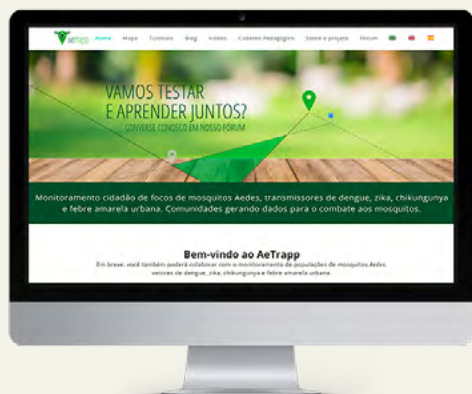 aetrapp Home Mapa Tutoriais Blog Vídeos Caderno Pedagógico Sobre o projeto Fórum
VAMOS TESTAR
E APRENDER JUNTOS?
CONVERSE CONOSCO EM NOSSO FÓRUM
Monitoramento cidadão de focos de mosquitos Aedes, transmissores de dengue, zika, chikungunya
e febre amarela urbana. Comunidades gerando dados para o combate aos mosquitos.
Bem-vindo ao AeTrapp
Em breve, você também poderá colaborar com o monitoramento de populações de mosquitos Aedes,
vetores de dengue, zika, chikungunya e febre amarela urbana